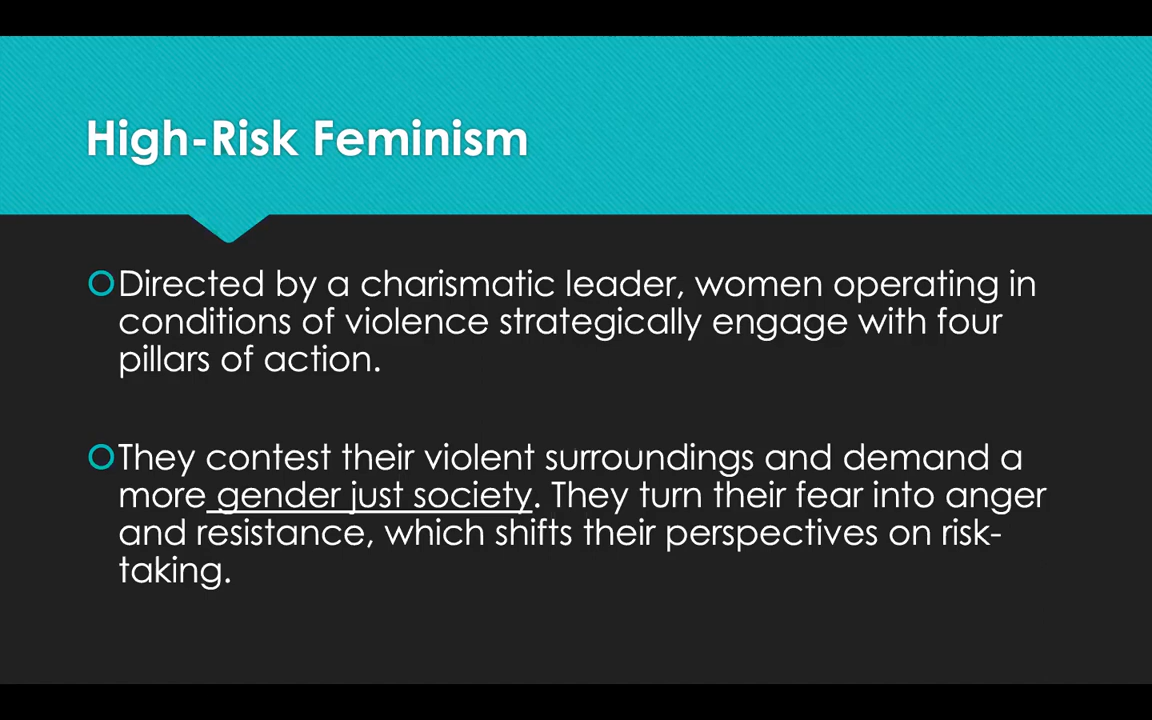 High-Risk Feminism
Directed by a charismatic leader, women operating in
conditions of violence strategically engage with four
pillars of action.
They contest their violent surroundings and demand a
more gender just society. They turn their fear into anger
and resistance, which shifts their perspectives on risk-
taking.